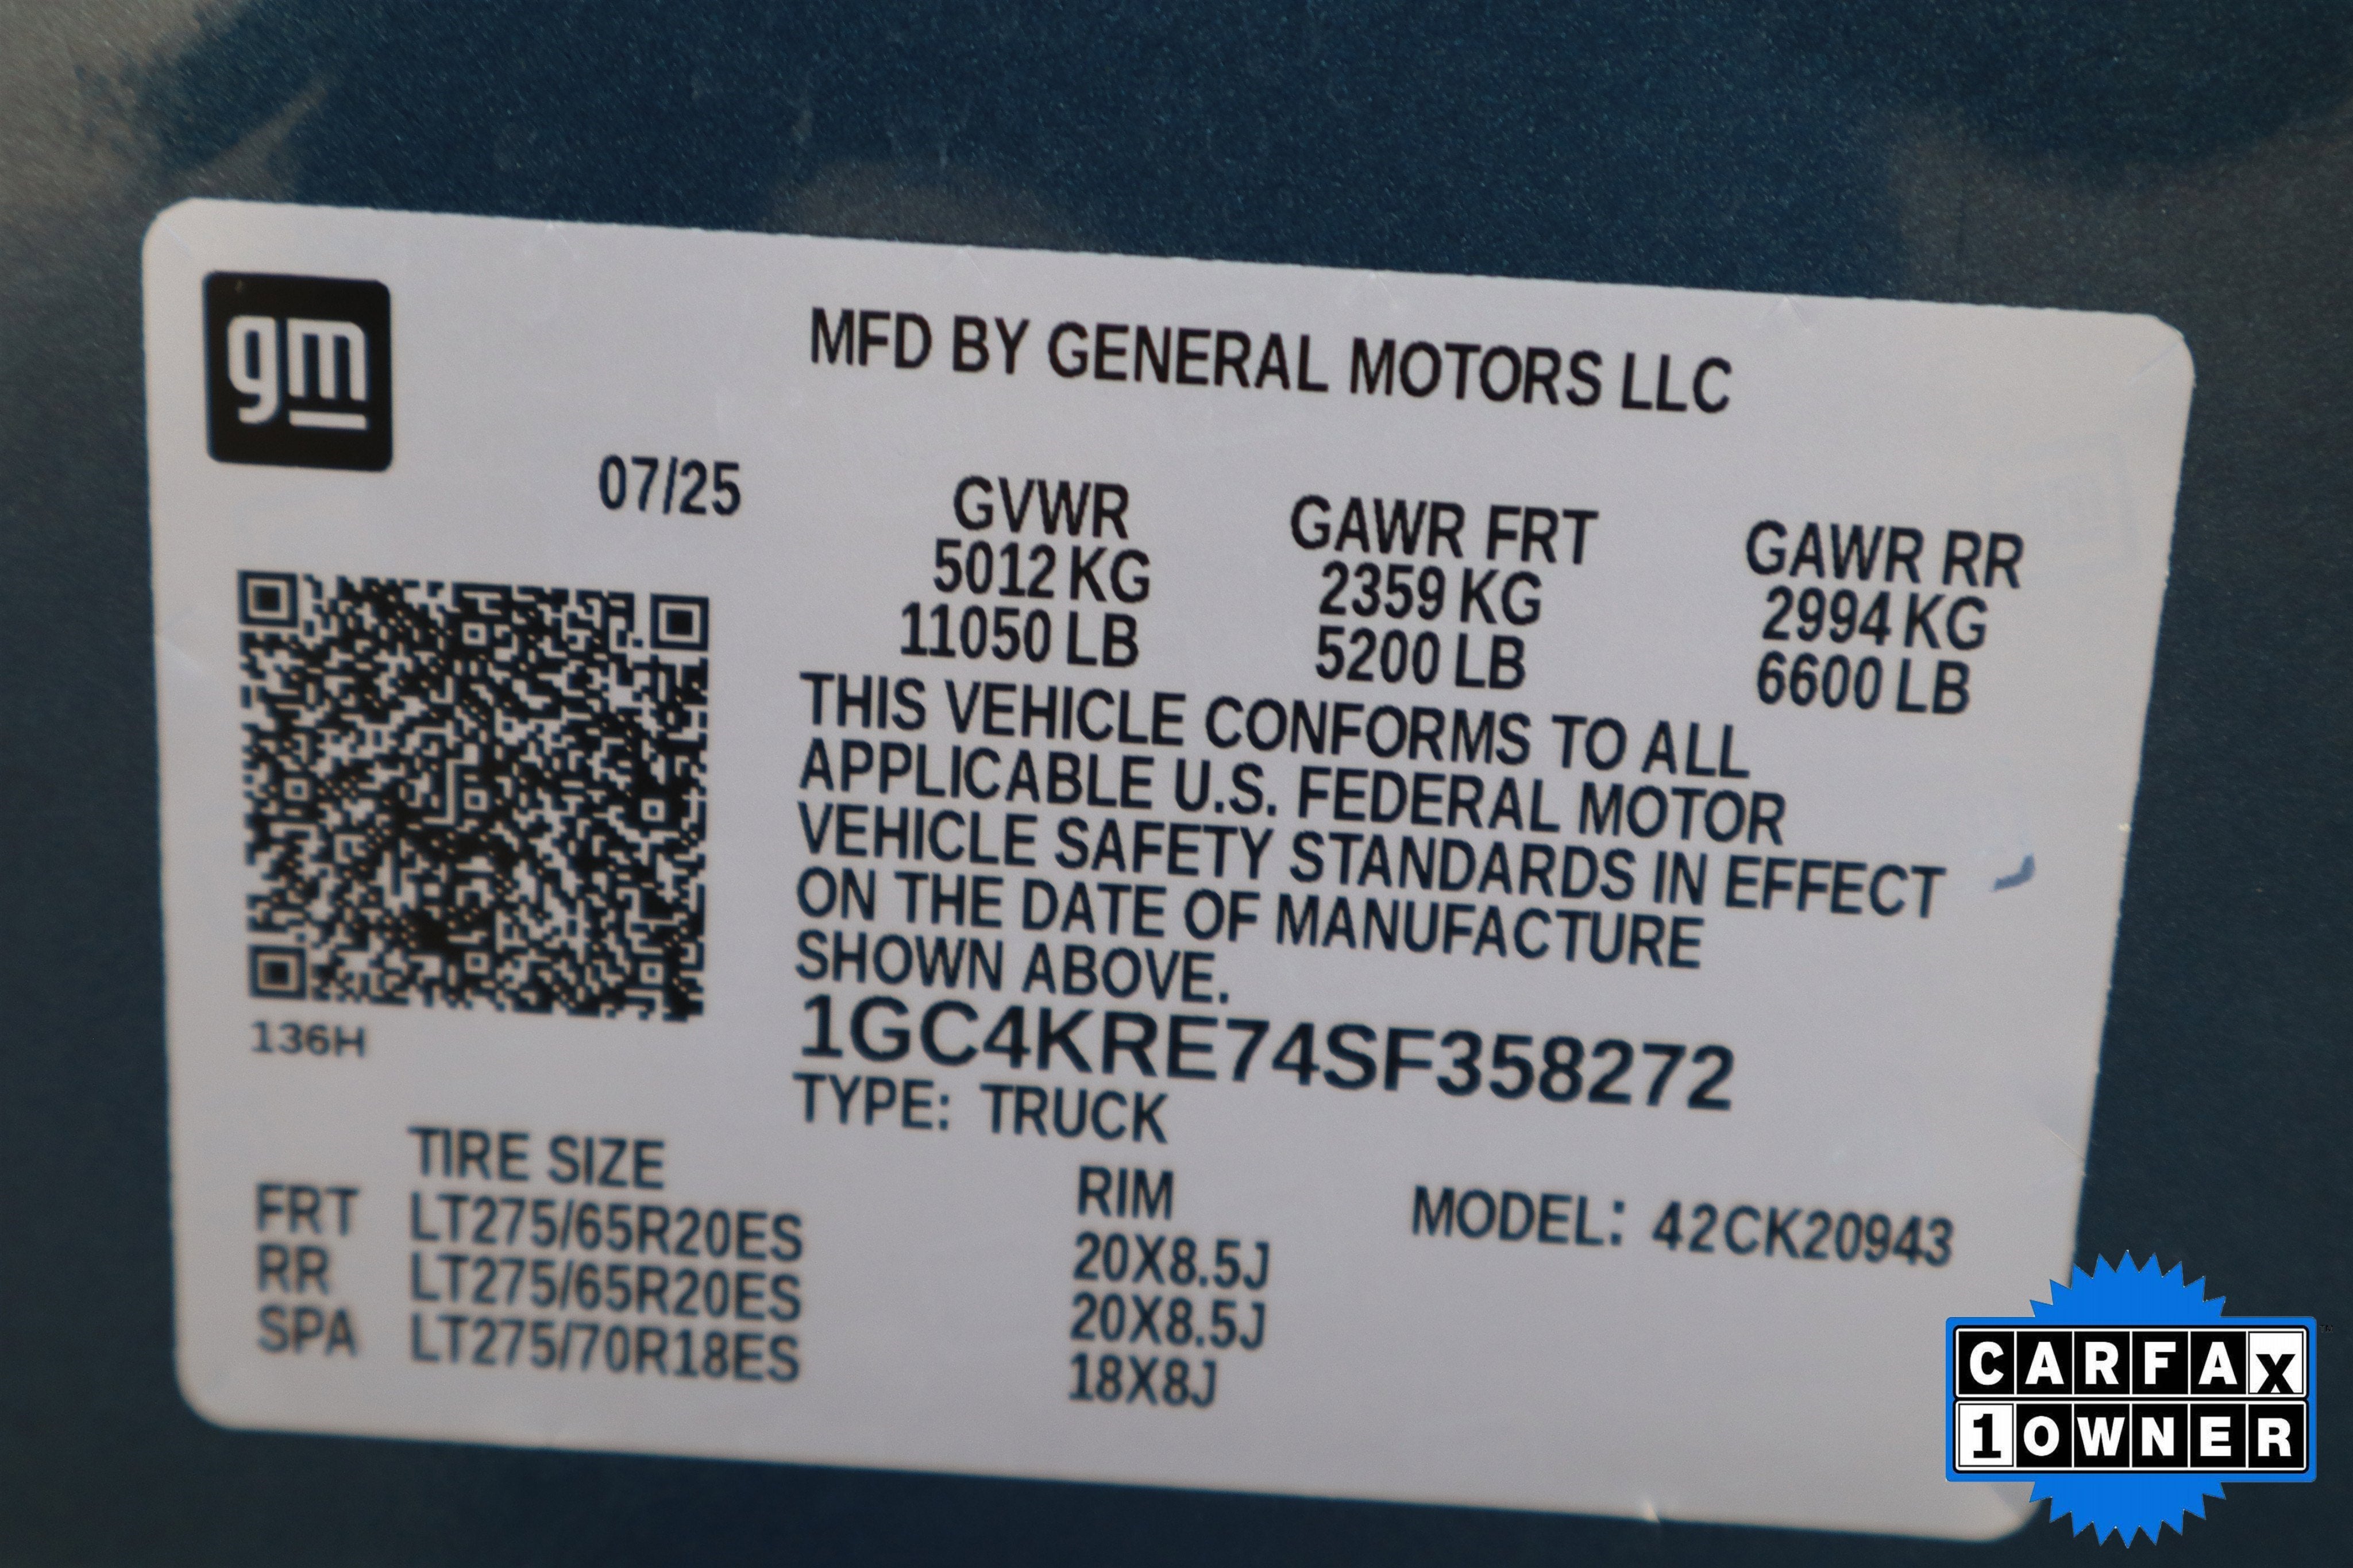 gm
MFD BY GENERAL MOTORS LLC
07/25
GVWR GAWR FRT GAWR RR
5012 KG 2359 KG 2994 KG
11050 LB 5200 LB 6600 LB
THIS VEHICLE CONFORMS TO ALL
APPLICABLE U.S. FEDERAL MOTOR
VEHICLE SAFETY STANDARDS IN EFFECT
ON THE DATE OF MANUFACTURE
SHOWN ABOVE.
136H
1GC4KRE74SF358272
TYPE: TRUCK
TIRE SIZE RIM MODEL: 42CK20943
FRT LT275/65R20ES 20X8.5J
RR LT275/65R20ES 20X8.5J
SPA LT275/70R18ES 18X8J
CARFAX
1 OWNER